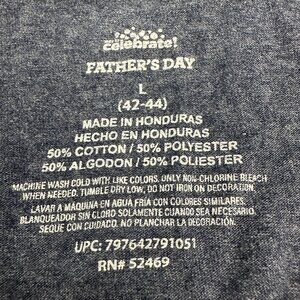 celebrate!
FATHER'S DAY
L
(42-44)
MADE IN HONDURAS
HECHO EN HONDURAS
50% COTTON / 50% POLYESTER
50% ALGODON / 50% POLIESTER
MACHINE WASH COLD WITH LIKE COLORS. ONLY NON-CHLORINE BLEACH
WHEN NEEDED. TUMBLE DRY LOW, DO NOT IRON ON DECORATION.
LAVAR A MÁQUINA EN AGUA FRIA CON COLORES SIMILARES.
BLANQUEADOR SIN CLORO SOLAMENTE CUANDO SEA NECESARIO.
SEQUE CON CUIDADO. NO PLANCHAR LA DECORACIÓN.
UPC: 797642791051
RN# 52469